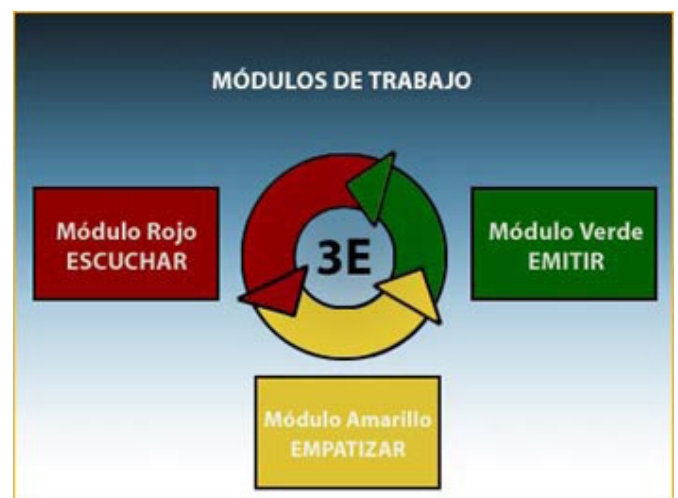 MÓDULOS DE TRABAJO
Módulo Rojo
ESCUCHAR
3E
Módulo Verde
EMITIR
Módulo Amarillo
EMPATIZAR